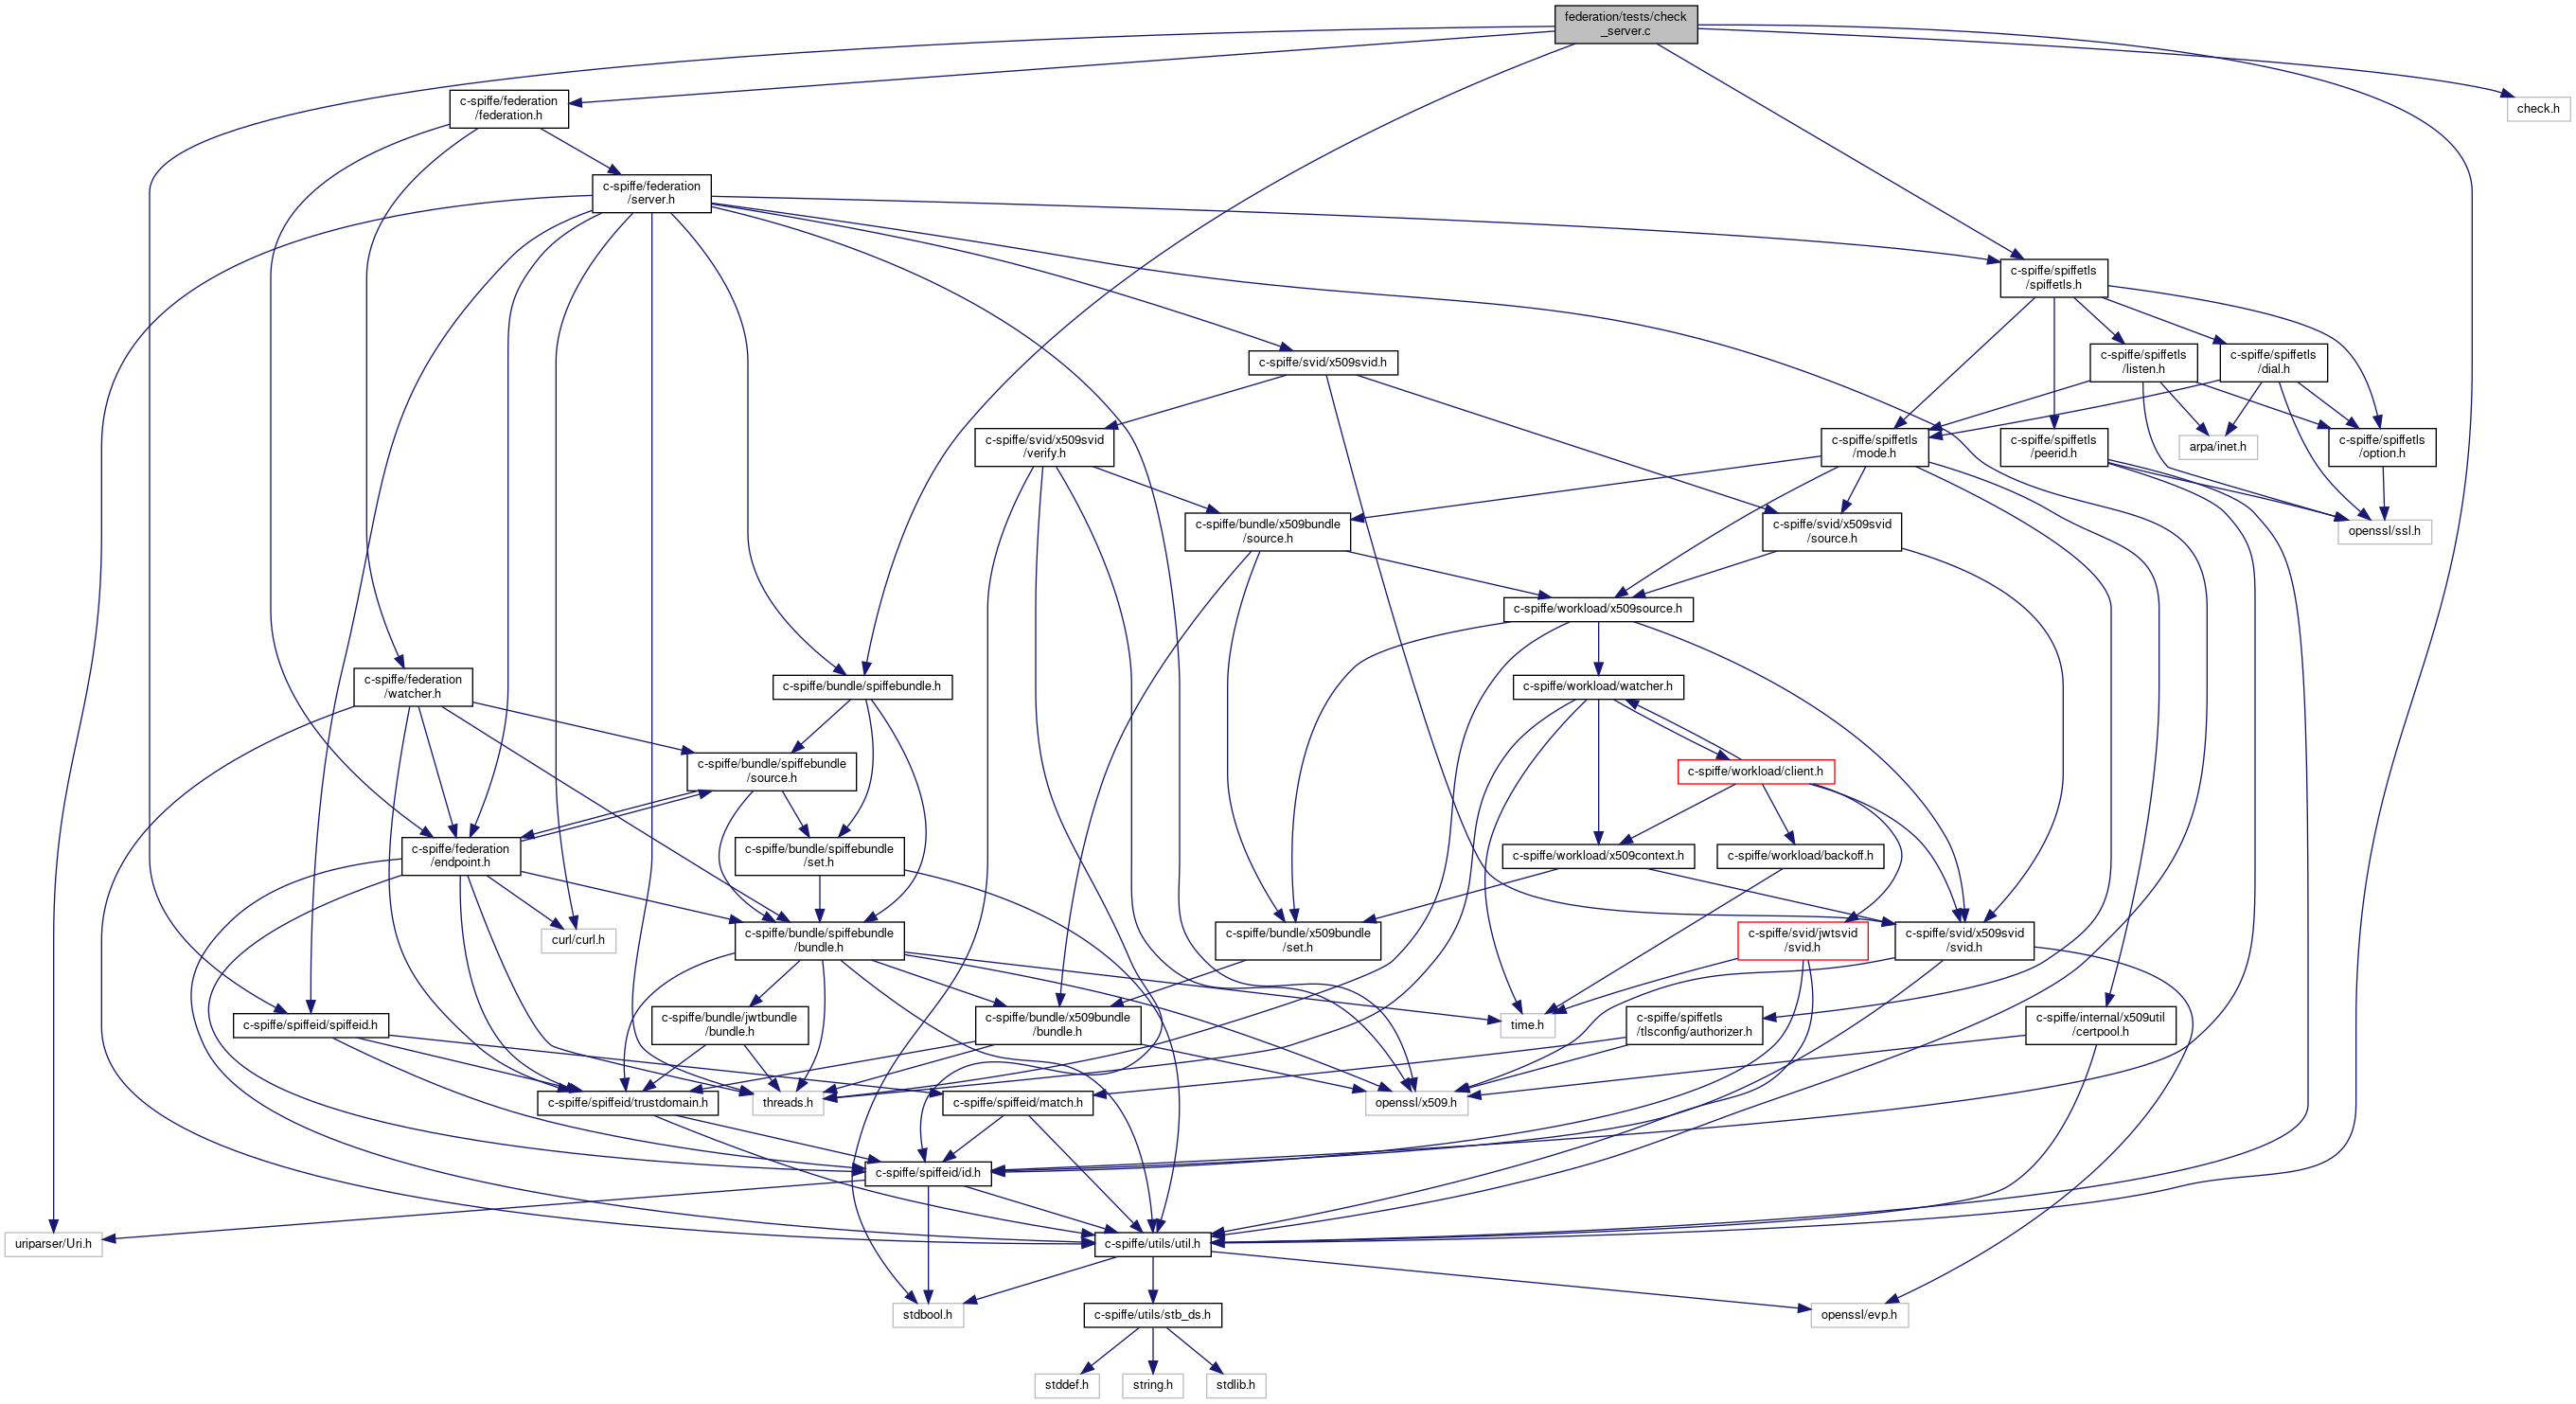 federation/tests/check
_server.c
c-spiffe/federation
/federation.h
check.h
c-spiffe/federation
/server.h
c-spiffe/spiffetls
/spiffetls.h
c-spiffe/svid/x509svid.h
c-spiffe/spiffetls
/listen.h
c-spiffe/spiffetls
/dial.h
c-spiffe/svid/x509svid
/verify.h
c-spiffe/spiffetls
/mode.h
c-spiffe/spiffetls
/peerid.h
arpa/inet.h
c-spiffe/spiffetls
/option.h
c-spiffe/bundle/x509bundle
/source.h
c-spiffe/svid/x509svid
/source.h
openssl/ssl.h
c-spiffe/workload/x509source.h
c-spiffe/federation
/watcher.h
c-spiffe/bundle/spiffebundle.h
c-spiffe/workload/watcher.h
c-spiffe/bundle/spiffebundle
/source.h
c-spiffe/workload/client.h
c-spiffe/federation
/endpoint.h
c-spiffe/bundle/spiffebundle
/set.h
c-spiffe/workload/x509context.h
c-spiffe/workload/backoff.h
curl/curl.h
c-spiffe/bundle/spiffebundle
/bundle.h
c-spiffe/bundle/x509bundle
/set.h
c-spiffe/svid/jwtsvid
/svid.h
c-spiffe/svid/x509svid
/svid.h
c-spiffe/spiffeid/spiffeid.h
c-spiffe/bundle/jwtbundle
/bundle.h
c-spiffe/bundle/x509bundle
/bundle.h
time.h
c-spiffe/spiffetls
/tlsconfig/authorizer.h
c-spiffe/internal/x509util
/certpool.h
c-spiffe/spiffeid/trustdomain.h
threads.h
c-spiffe/spiffeid/match.h
openssl/x509.h
c-spiffe/spiffeid/id.h
uriparser/Uri.h
c-spiffe/utils/util.h
stdbool.h
c-spiffe/utils/stb_ds.h
openssl/evp.h
stddef.h
string.h
stdlib.h